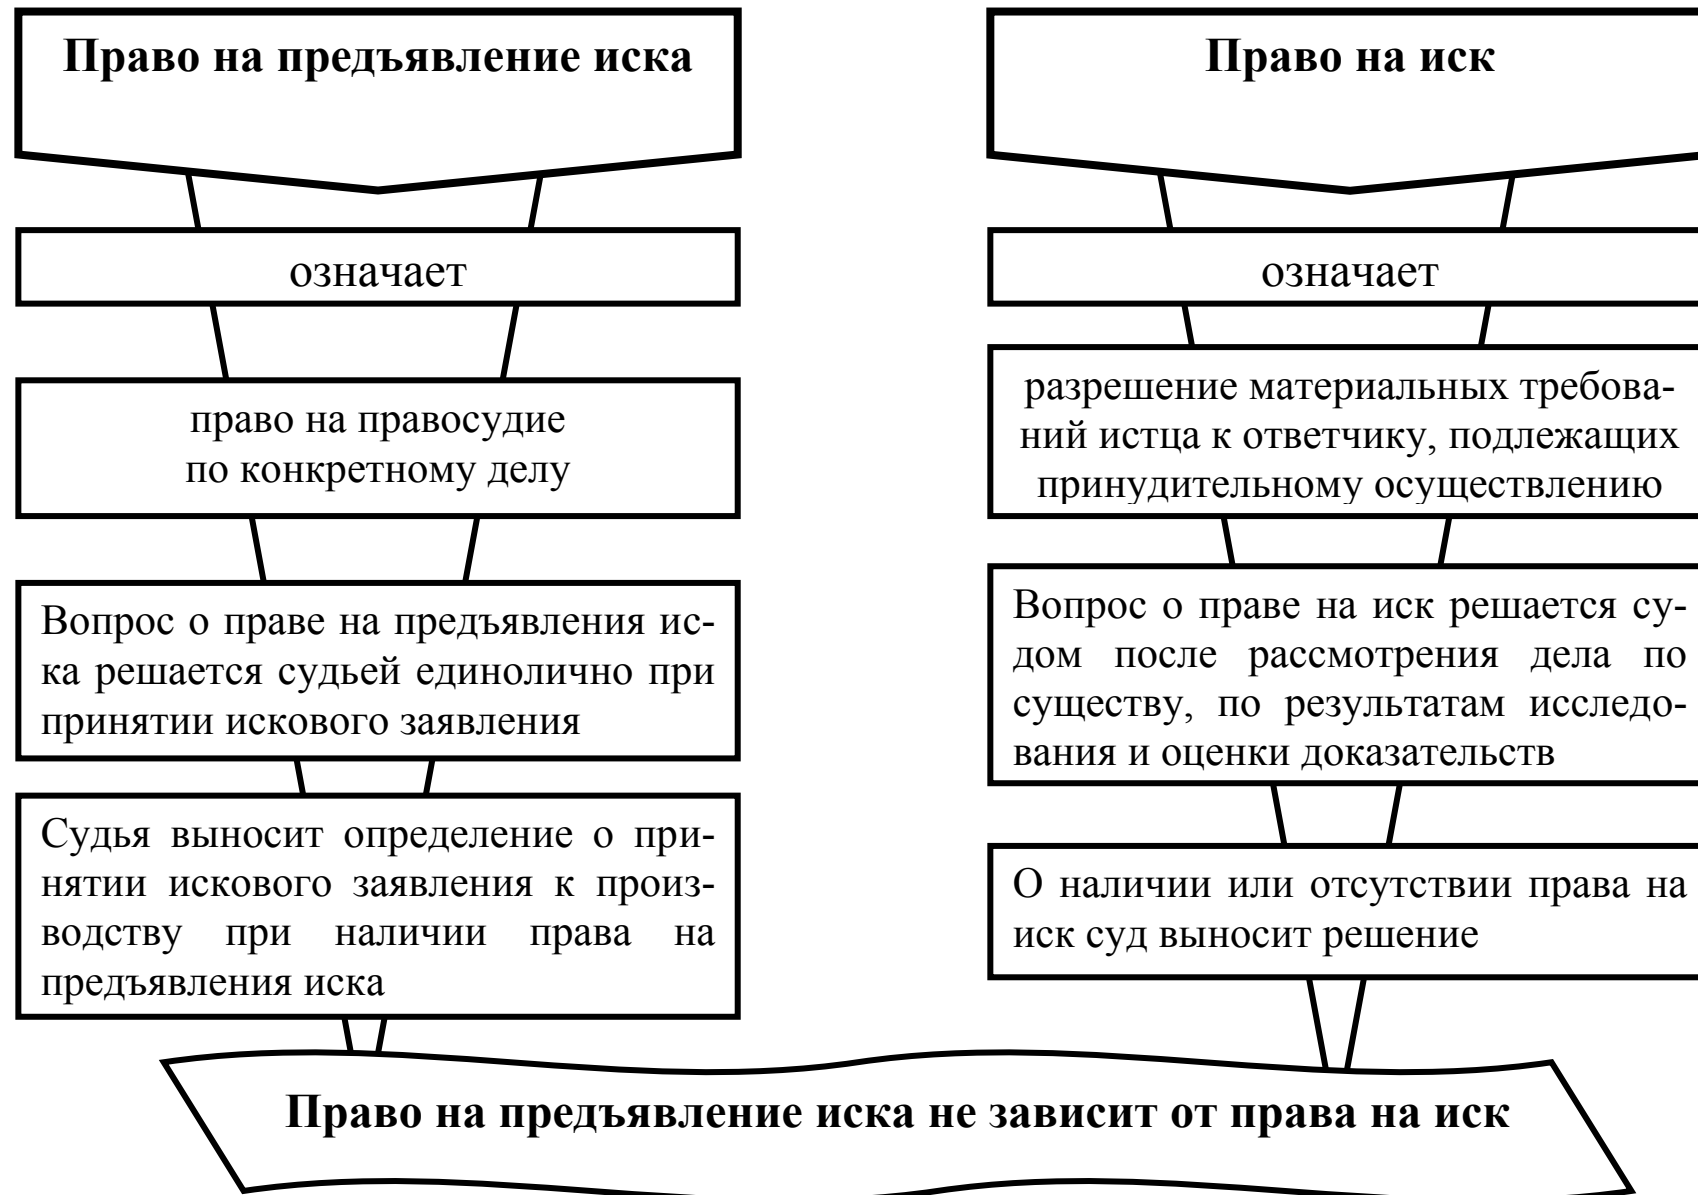 Право на предъявление иска
означает
право на правосудие
по конкретному делу
Вопрос о праве на предъявления ис-
ка решается судьей единолично при
принятии искового заявления
Судья выносит определение о при-
нятии искового заявления к произ-
водству при наличии права на
предъявления иска
Право на иск
означает
разрешение материальных требова-
ний истца к ответчику, подлежащих
принудительному осуществлению
Вопрос о праве на иск решается су-
дом после рассмотрения дела по
существу, по результатам исследо-
вания и оценки доказательств
О наличии или отсутствии права на
иск суд выносит решение
Право на предъявление иска не зависит от права на иск